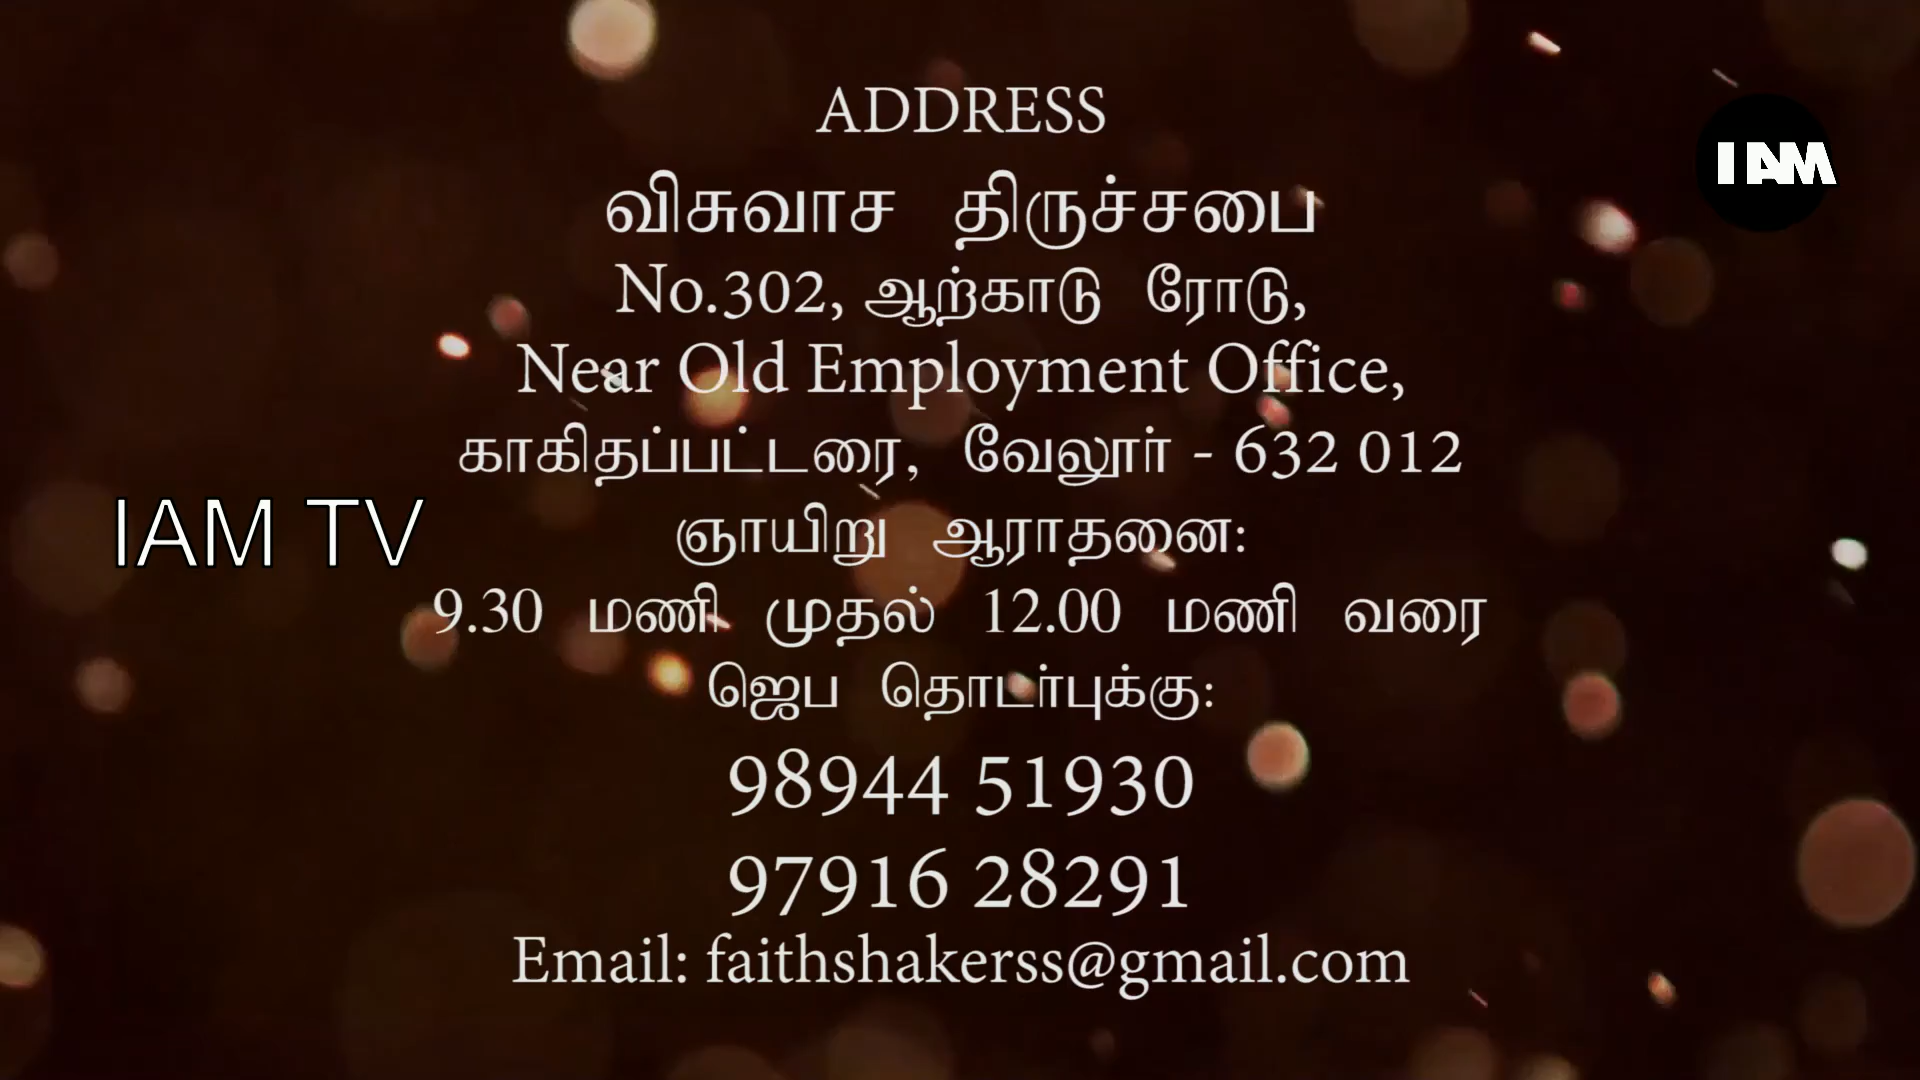 ADDRESS
I AM
விசுவாச திருச்சபை
No.302, ஆற்காடு ரோடு,
Near Old Employment Office,
காகிதப்பட்டரை, வேலூர் - 632 012
IAM TV
ஞாயிறு ஆராதனை:
9.30 மணி முதல் 12.00 மணி வரை
ஜெப தொடர்புக்கு:
98944 51930
97916 28291
Email: faithshakerss@gmail.com